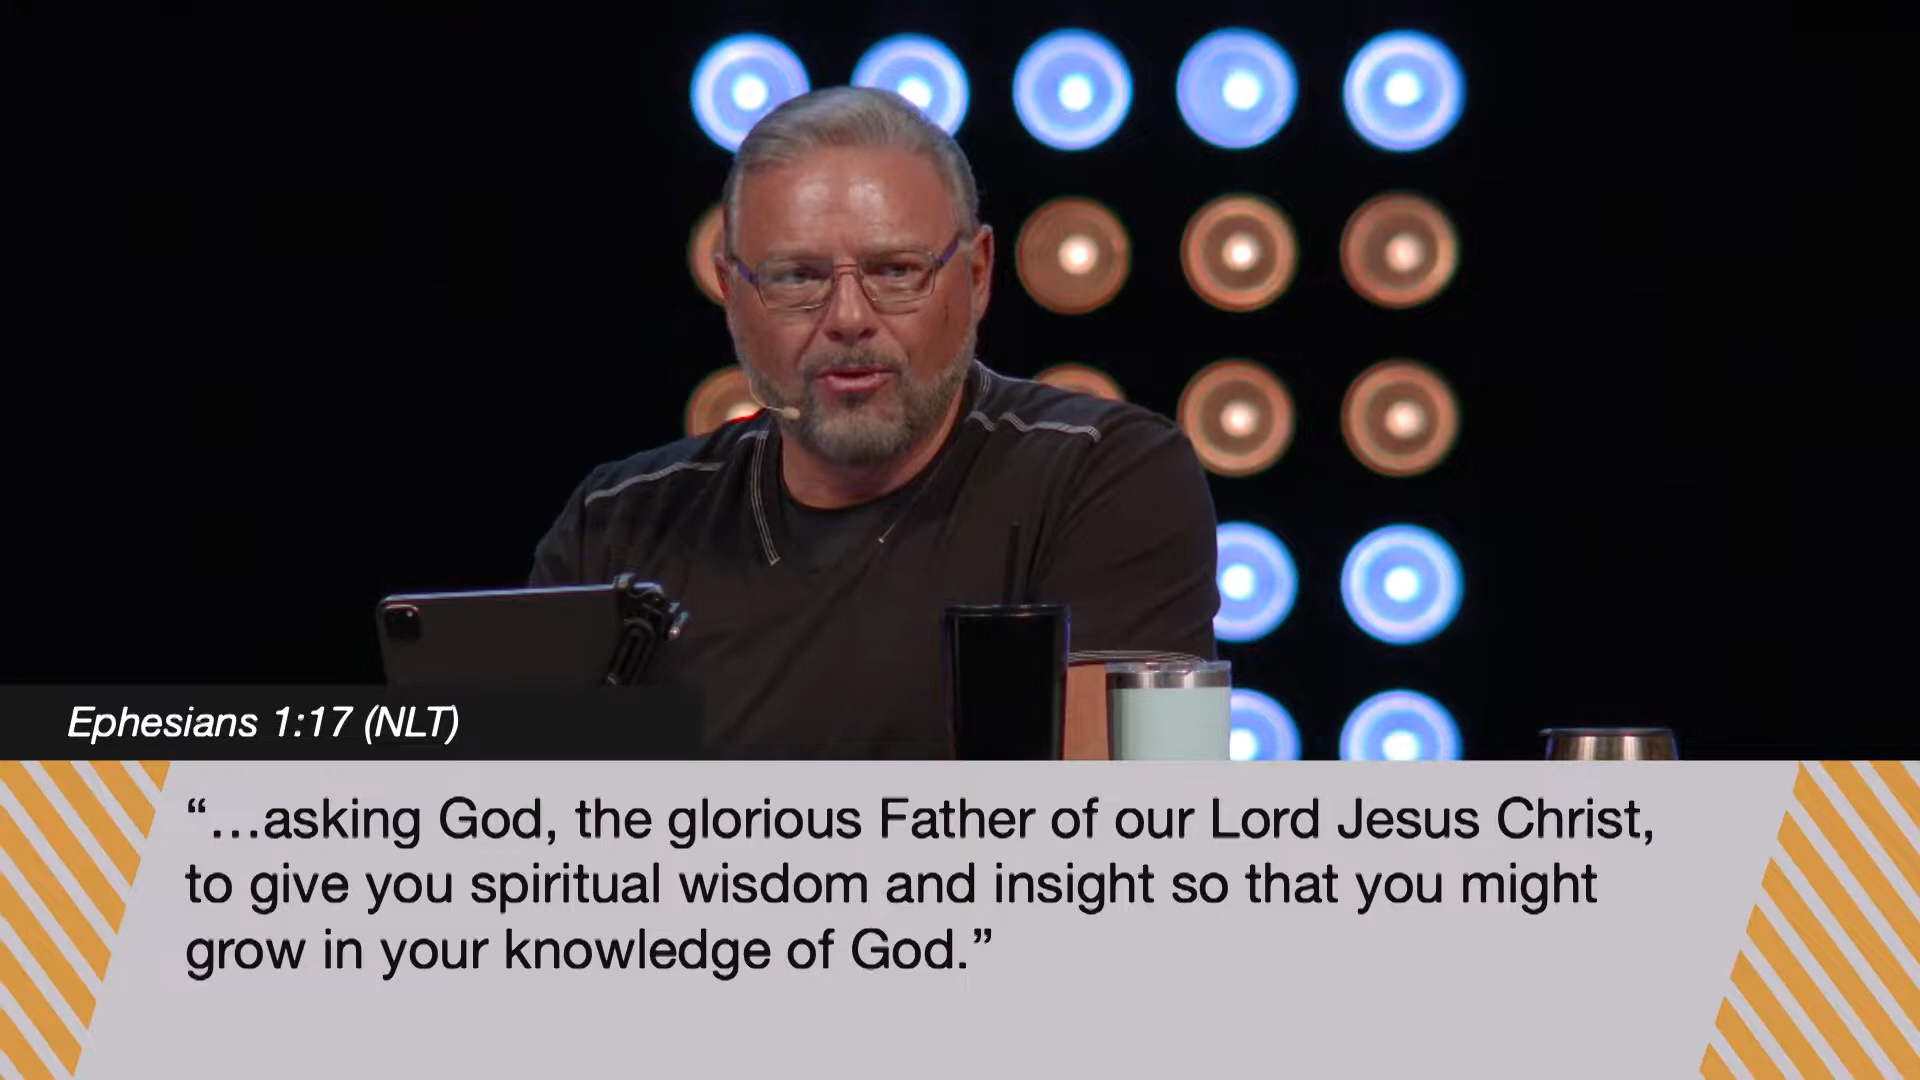 Ephesians 1:17 (NLT)
“…asking God, the glorious Father of our Lord Jesus Christ,
to give you spiritual wisdom and insight so that you might
grow in your knowledge of God.”